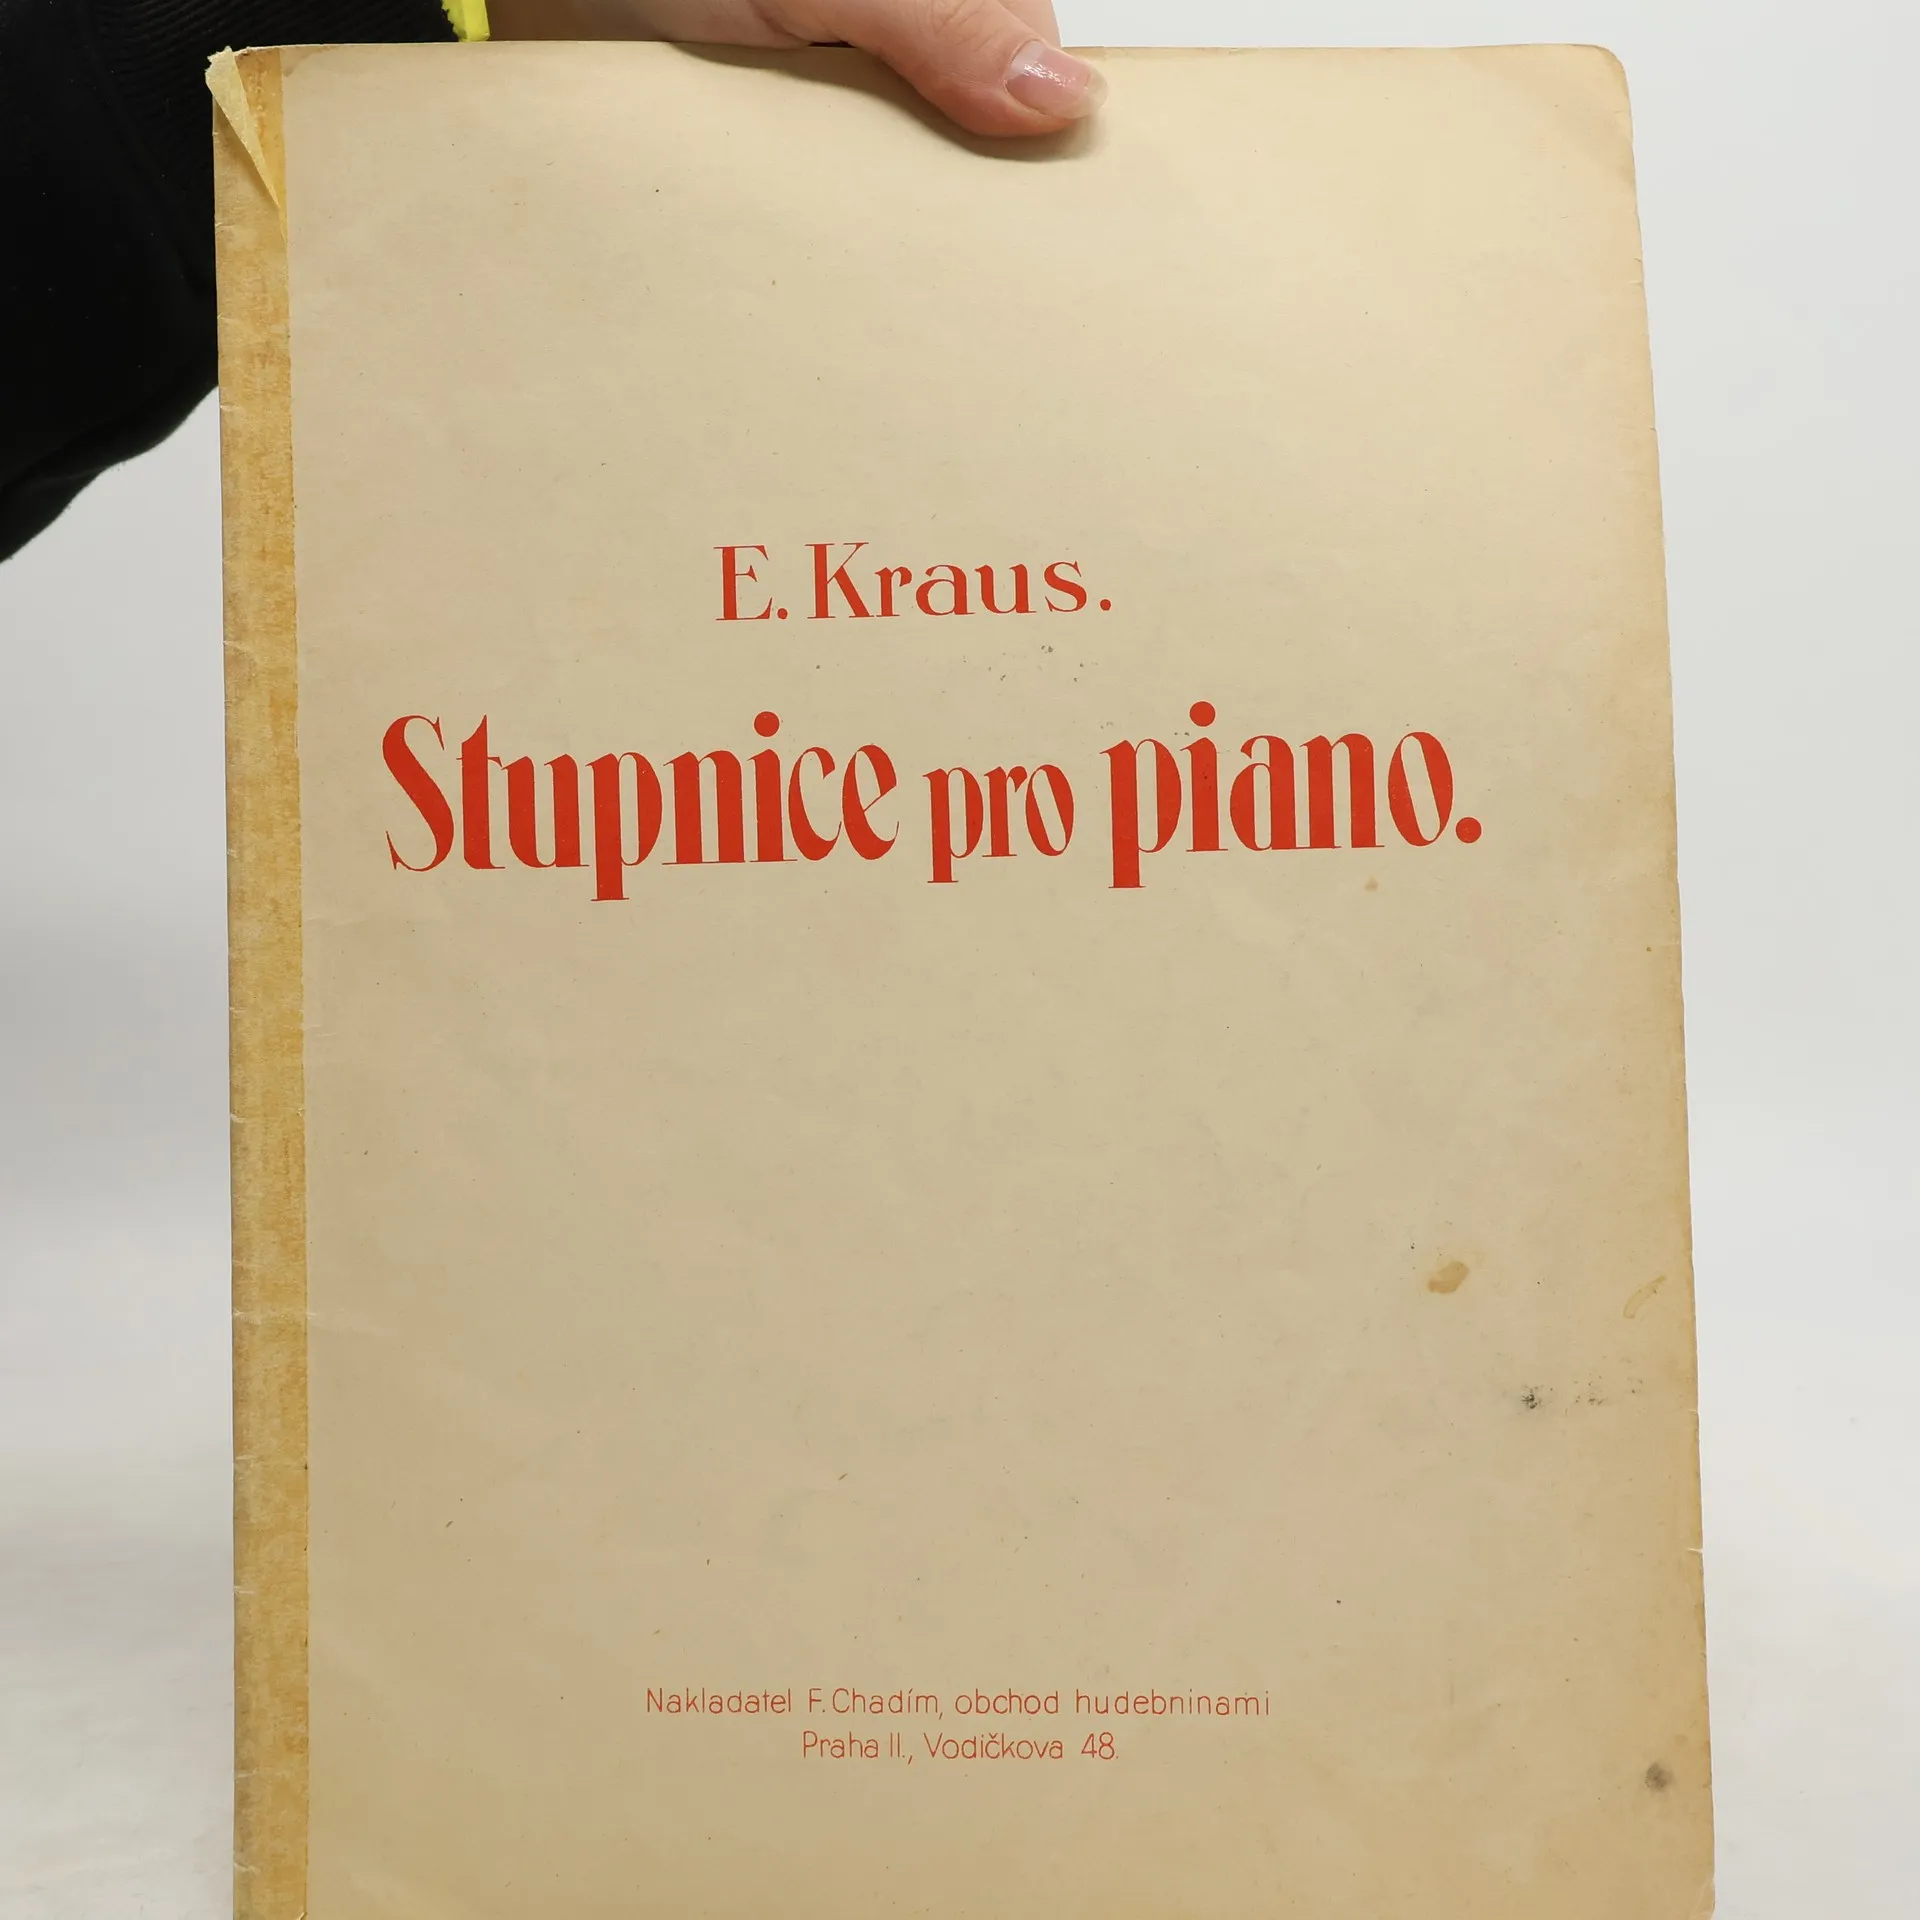 E. Kraus.
Stupnice pro piano.
Nakladatel F. Chadím, obchod hudebninami
Praha II., Vodičkova 48.